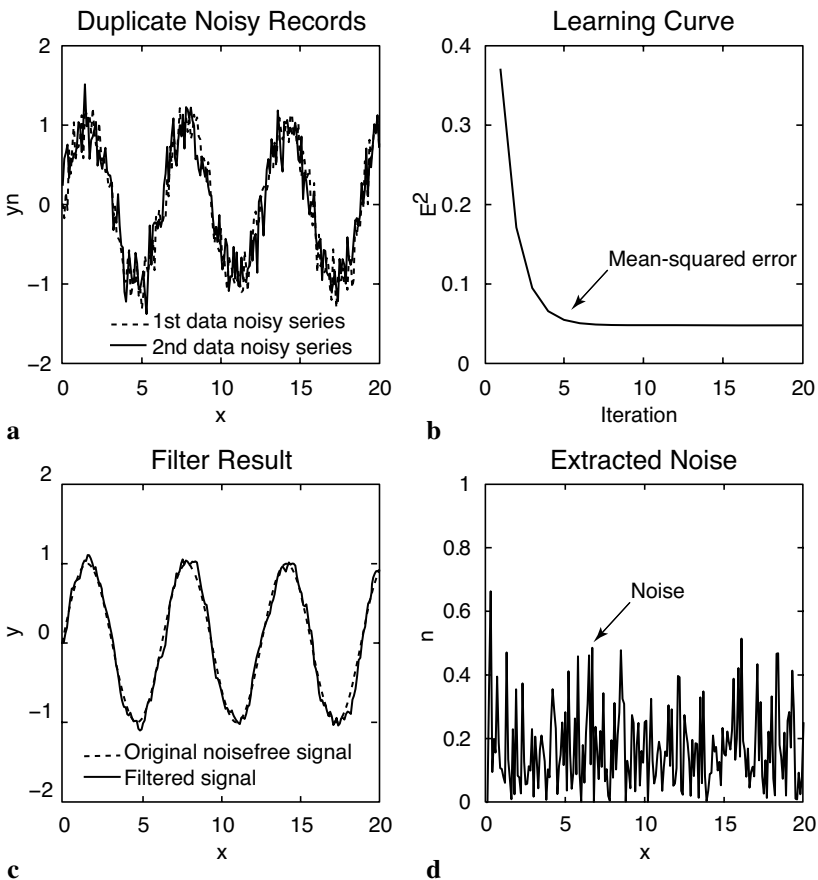 Duplicate Noisy Records
2
1
0
−1
−2
yn
1st data noisy series
2nd data noisy series
0 5 10 15 20
x
a
Learning Curve
0.4
0.3
0.2
0.1
0
E2
Mean-squared error
0 5 10 15 20
Iteration
b
Filter Result
2
1
0
−1
−2
y
Original noisefree signal
Filtered signal
0 5 10 15 20
x
c
Extracted Noise
1
0.8
0.6
0.4
0.2
0
n
Noise
0 5 10 15 20
x
d